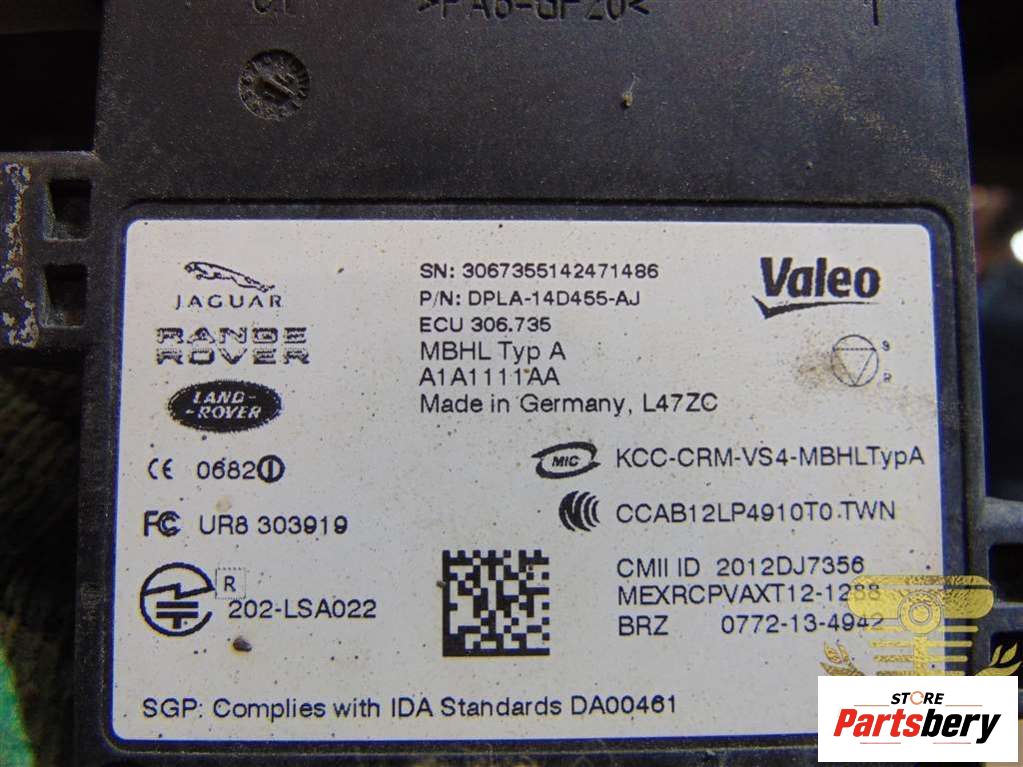 >PA6-GF20<
JAGUAR
RANGE
ROVER
LAND-
-ROVER
SN: 3067355142471486
P/N: DPLA-14D455-AJ
ECU 306.735
MBHL Typ A
A1A1111AA
Made in Germany, L47ZC
Valeo
CE 0682
MIC KCC-CRM-VS4-MBHLTypA
FC UR8 303919
CCAB12LP4910T0.TWN
R
202-LSA022
CMII ID 2012DJ7356
MEXRCPVAXT12-1288
BRZ 0772-13-4942
SGP: Complies with IDA Standards DA00461
STORE
Partsbery